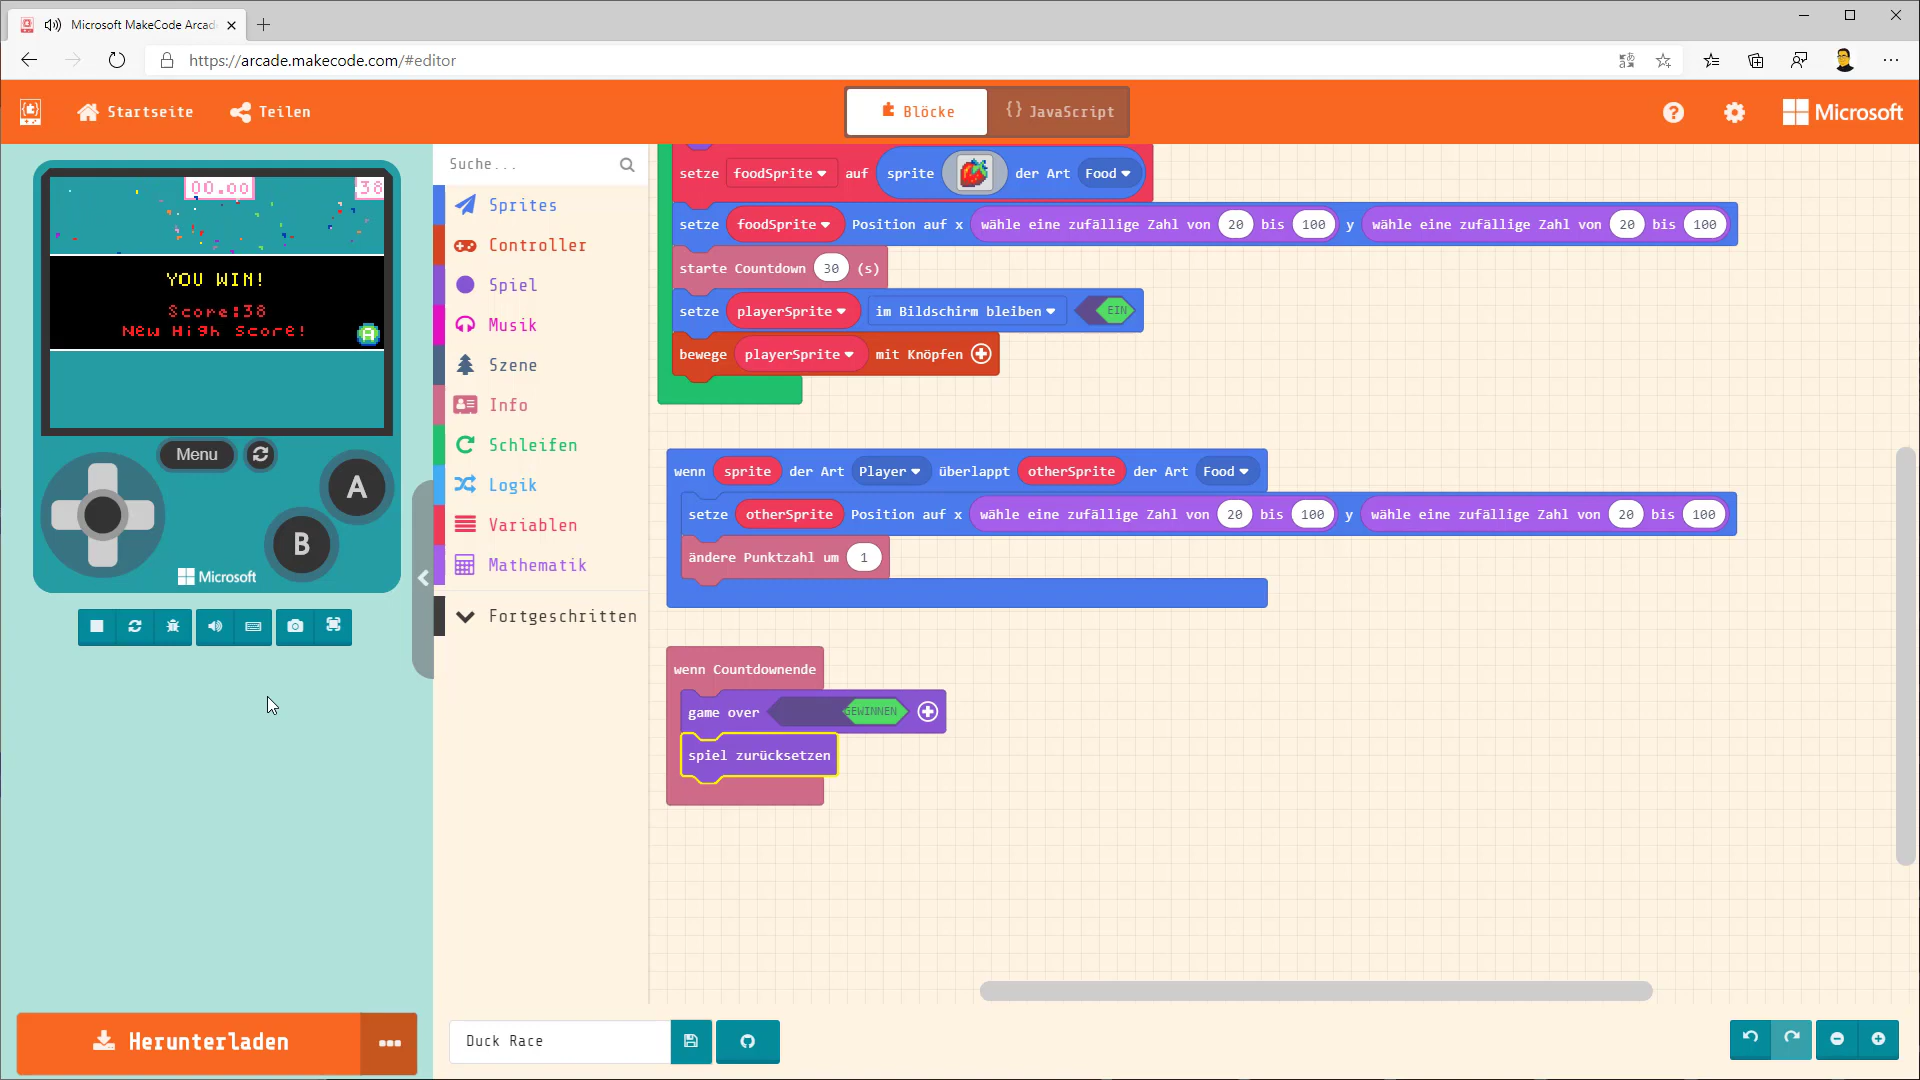 Microsoft MakeCode Arcad
https://arcade.makecode.com/#editor
Startseite
Teilen
Blöcke
{} JavaScript
Microsoft
00.00
38
YOU WIN!
Score:38
New High Score!
A
Menu
A
B
Microsoft
Herunterladen
Suche...
Sprites
Controller
Spiel
Musik
Szene
Info
Schleifen
Logik
Variablen
Mathematik
Fortgeschritten
setze foodSprite auf sprite der Art Food
setze foodSprite Position auf x wähle eine zufällige Zahl von 20 bis 100 y wähle eine zufällige Zahl von 20 bis 100
starte Countdown 30 (s)
setze playerSprite im Bildschirm bleiben EIN
bewege playerSprite mit Knöpfen
wenn sprite der Art Player überlappt otherSprite der Art Food
setze otherSprite Position auf x wähle eine zufällige Zahl von 20 bis 100 y wähle eine zufällige Zahl von 20 bis 100
ändere Punktzahl um 1
wenn Countdownende
game over GEWINNEN
spiel zurücksetzen
Duck Race